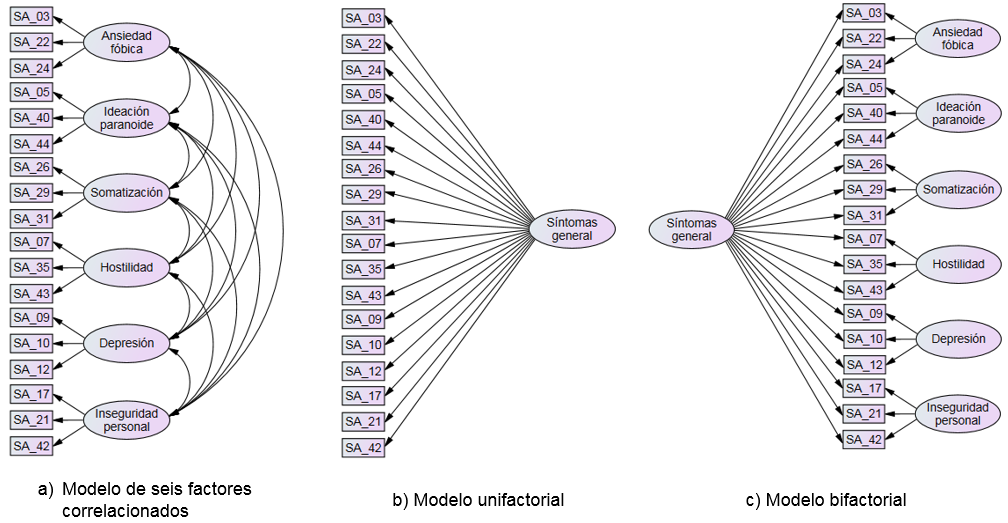 SA_03
SA_22
SA_24
SA_05
SA_40
SA_44
SA_26
SA_29
SA_31
SA_07
SA_35
SA_43
SA_09
SA_10
SA_12
SA_17
SA_21
SA_42
Ansiedad
fóbica
Ideación
paranoide
Somatización
Hostilidad
Depresión
Inseguridad
personal
a) Modelo de seis factores
correlacionados
SA_03
SA_22
SA_24
SA_05
SA_40
SA_44
SA_26
SA_29
SA_31
SA_07
SA_35
SA_43
SA_09
SA_10
SA_12
SA_17
SA_21
SA_42
Síntomas
general
b) Modelo unifactorial
Síntomas
general
SA_03
SA_22
SA_24
SA_05
SA_40
SA_44
SA_26
SA_29
SA_31
SA_07
SA_35
SA_43
SA_09
SA_10
SA_12
SA_17
SA_21
SA_42
Ansiedad
fóbica
Ideación
paranoide
Somatización
Hostilidad
Depresión
Inseguridad
personal
c) Modelo bifactorial